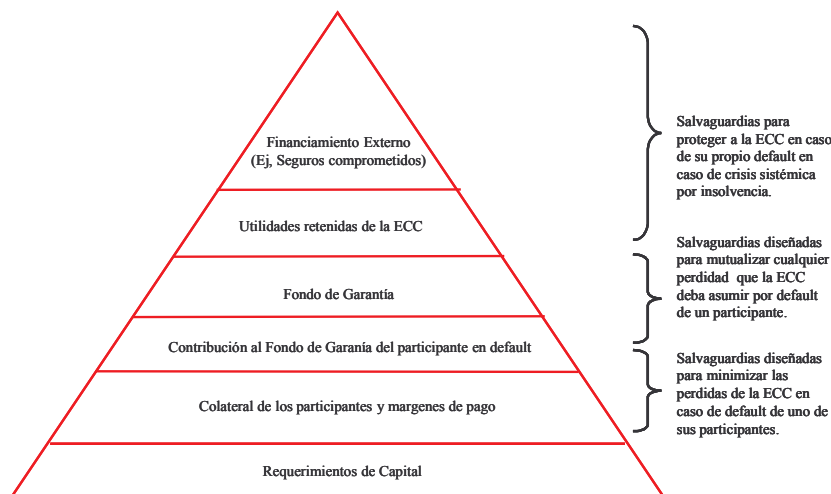 Financiamiento Externo
(Ej, Seguros comprometidos)
Utilidades retenidas de la ECC
Fondo de Garantía
Contribución al Fondo de Garanía del participante en default
Colateral de los participantes y margenes de pago
Requerimientos de Capital
Salvaguardias para
proteger a la ECC en caso
de su propio default en
caso de crisis sistémica
por insolvencia.
Salvaguardias diseñadas
para mutualizar cualquier
perdidad que la ECC
deba asumir por default
de un participante.
Salvaguardias diseñadas
para minimizar las
perdidas de la ECC en
caso de default de uno de
sus participantes.